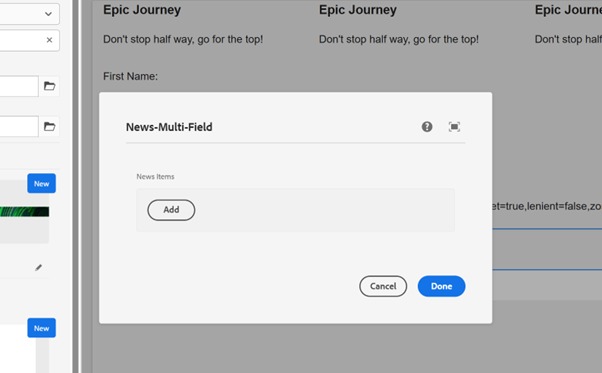 Epic Journey Epic Journey Epic Journey
Don't stop half way, go for the top! Don't stop half way, go for the top! Don't stop half
First Name:
News-Multi-Field
News Items
Add
et=true,lenient=false,zo
Cancel Done
New
New